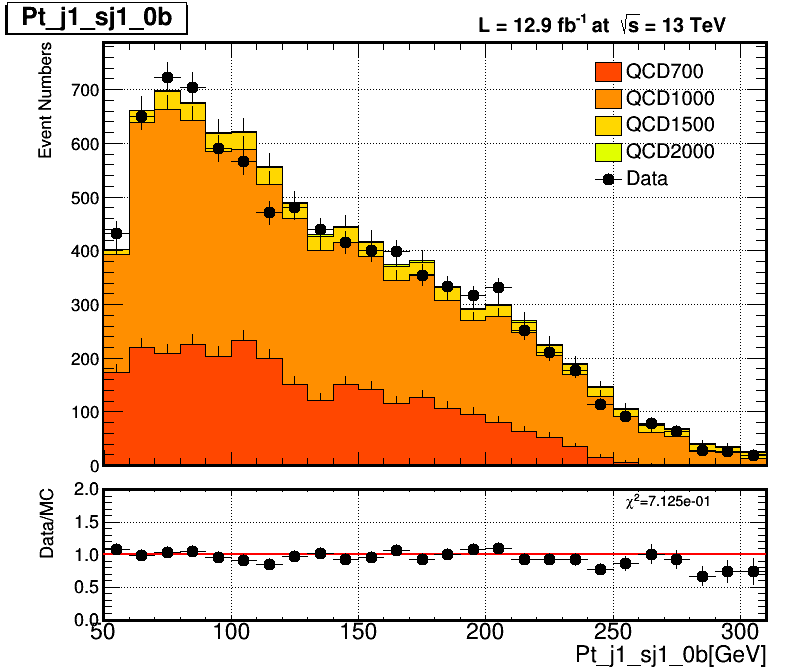 Pt_j1_sj1_0b
L = 12.9 fb⁻¹ at √s = 13 TeV
Event Numbers
700
600
500
400
300
200
100
0
QCD700
QCD1000
QCD1500
QCD2000
Data
Data/MC
2.0
1.5
1.0
0.5
0.0
χ²=7.125e-01
50 100 150 200 250 300
Pt_j1_sj1_0b[GeV]